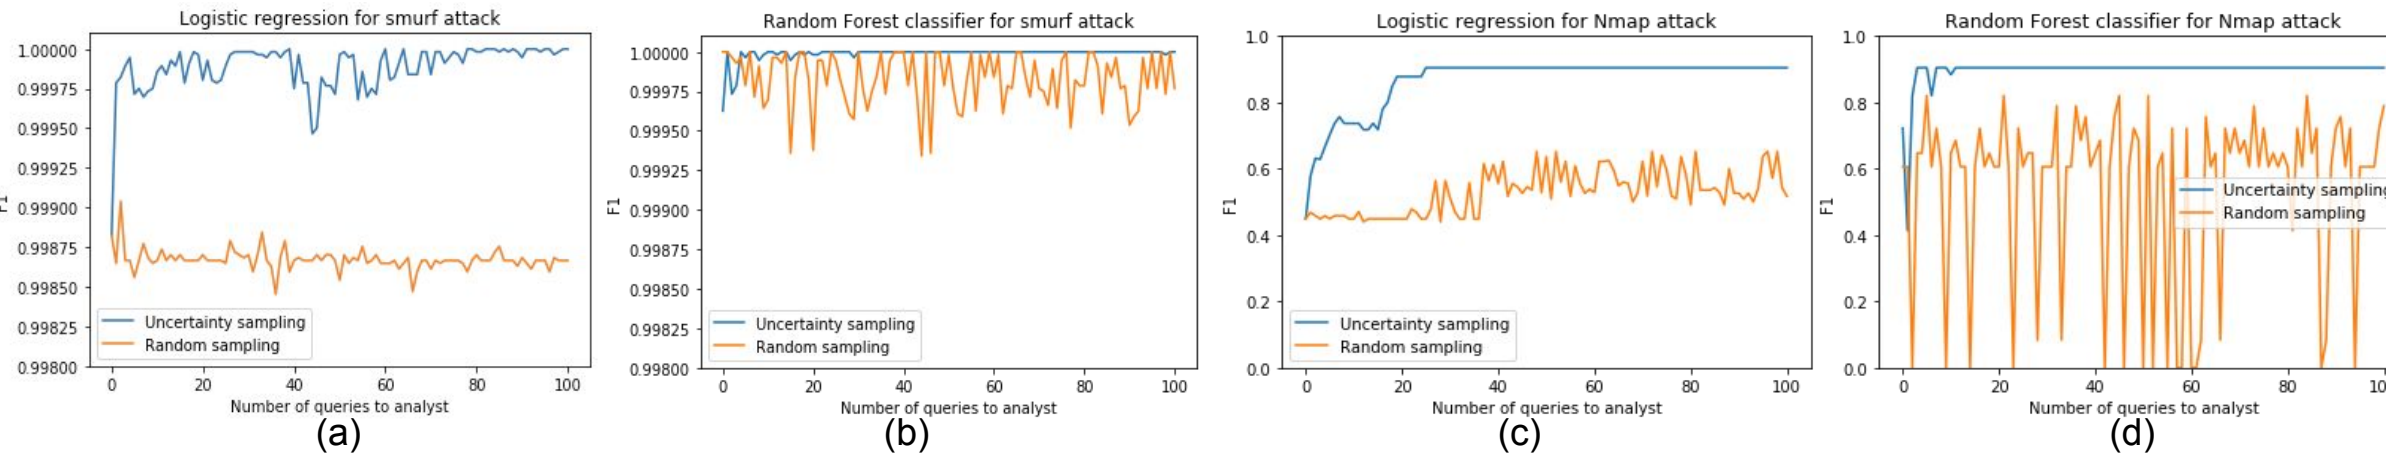 Logistic regression for smurf attack
1.00000
0.99975
0.99950
0.99925
0.99900
0.99875
0.99850
0.99825
0.99800
F1
Uncertainty sampling
Random sampling
0 20 40 60 80 100
Number of queries to analyst
(a)
Random Forest classifier for smurf attack
1.00000
0.99975
0.99950
0.99925
0.99900
0.99875
0.99850
0.99825
0.99800
F1
Uncertainty sampling
Random sampling
0 20 40 60 80 100
Number of queries to analyst
(b)
Logistic regression for Nmap attack
1.0
0.8
0.6
0.4
0.2
0.0
F1
Uncertainty sampling
Random sampling
0 20 40 60 80 100
Number of queries to analyst
(c)
Random Forest classifier for Nmap attack
1.0
0.8
0.6
0.4
0.2
0.0
F1
Uncertainty sampling
Random sampling
0 20 40 60 80 10
Number of queries to analyst
(d)